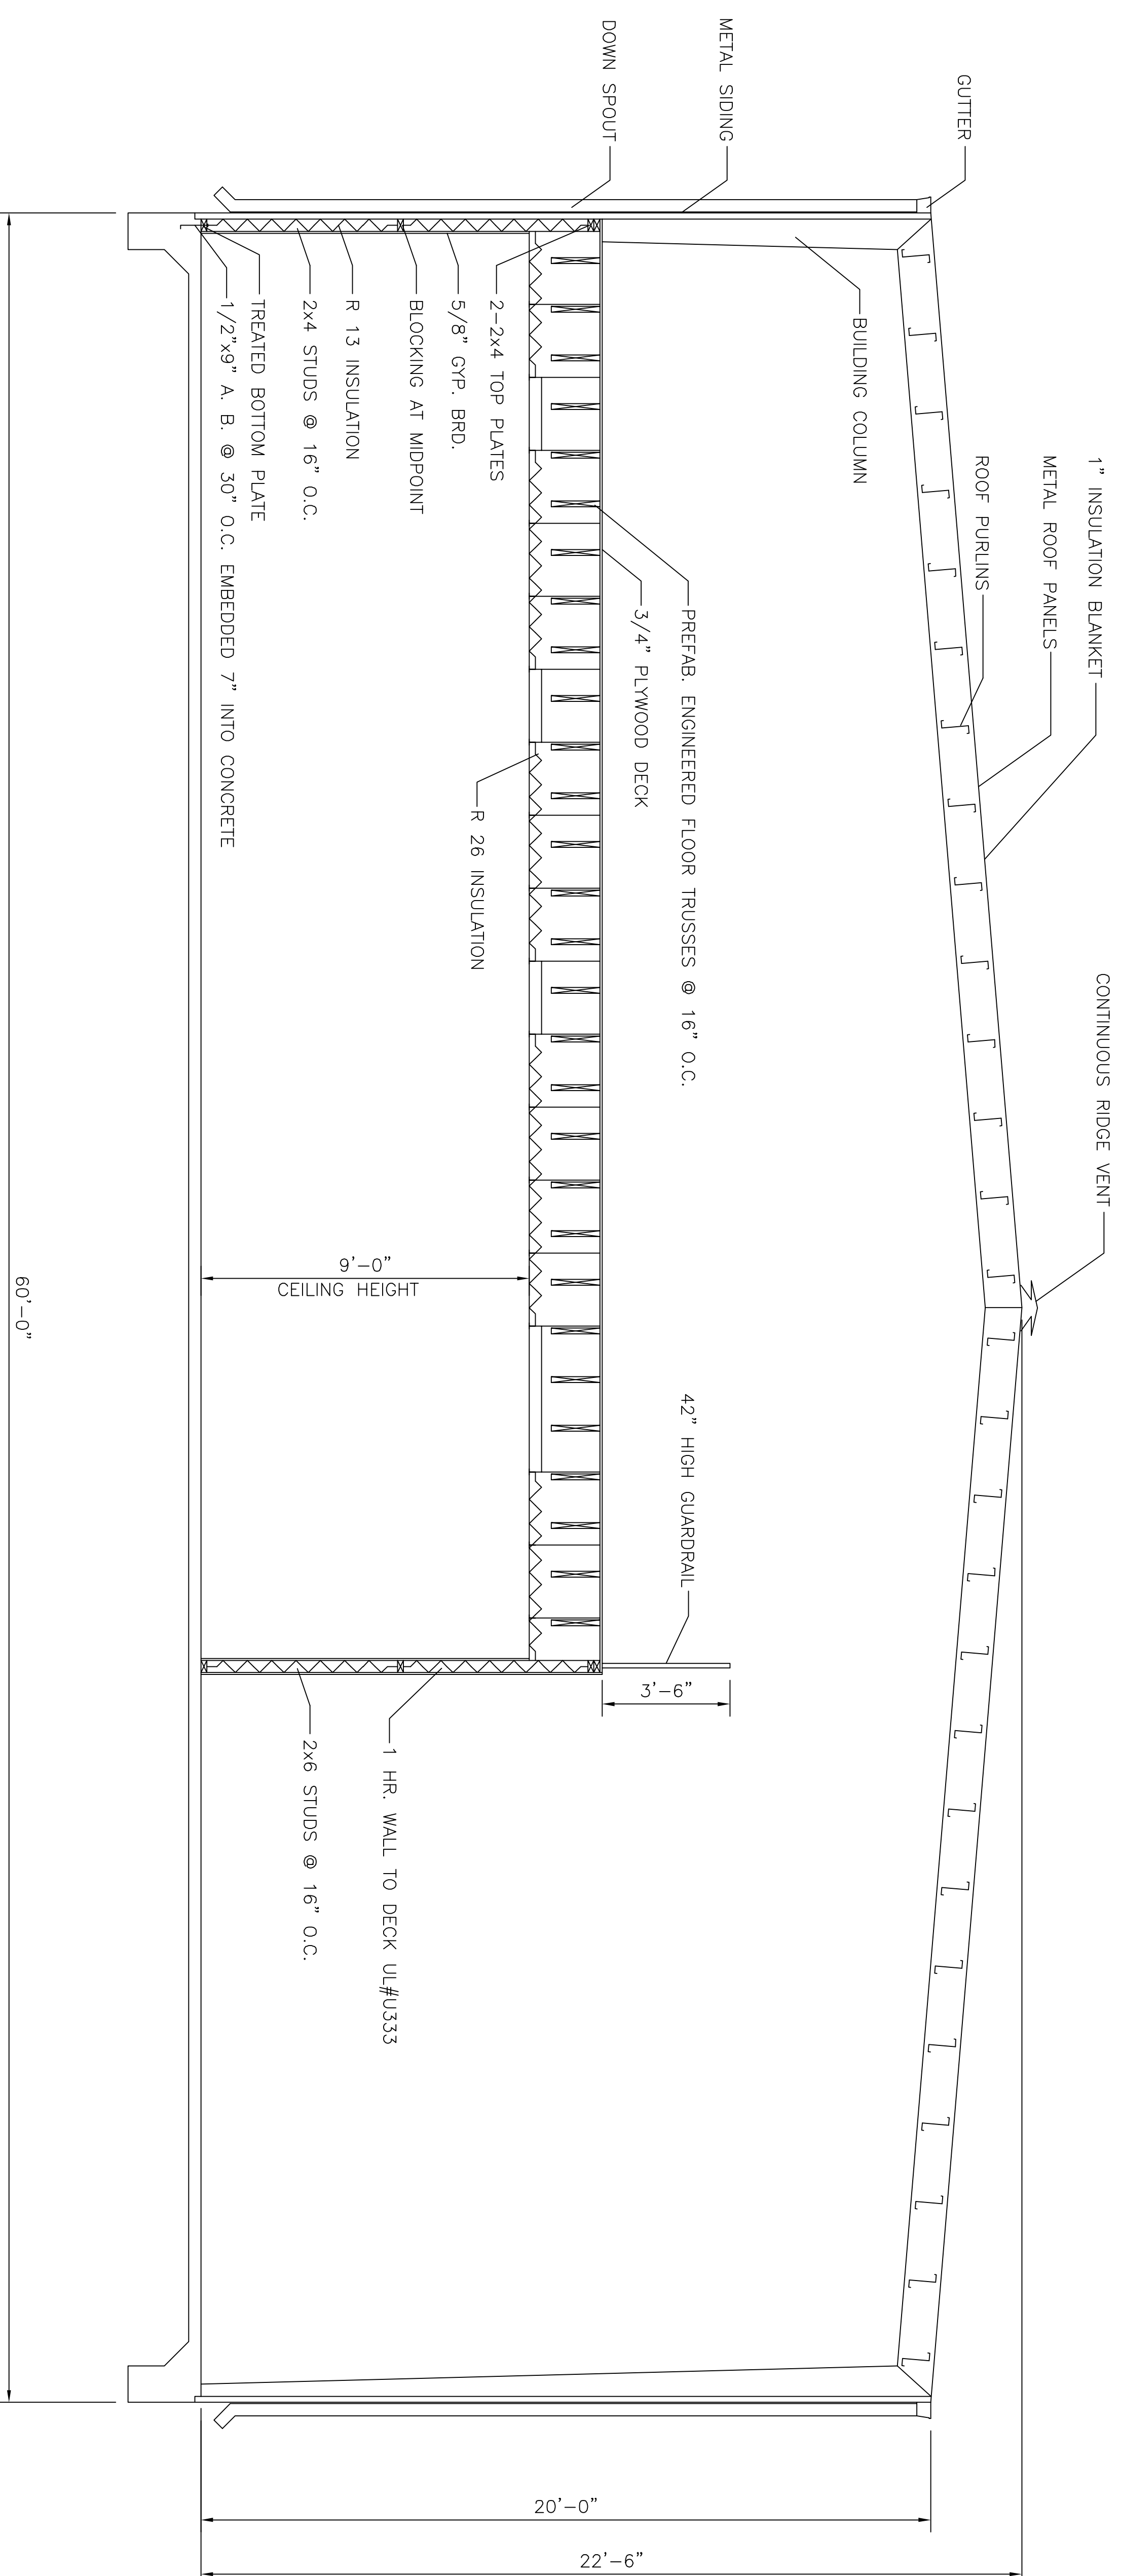 CONTINUOUS RIDGE VENT
1" INSULATION BLANKET
METAL ROOF PANELS
ROOF PURLINS
GUTTER
BUILDING COLUMN
METAL SIDING
DOWN SPOUT
42" HIGH GUARDRAIL
3'-6"
PREFAB. ENGINEERED FLOOR TRUSSES @ 16" O.C.
3/4" PLYWOOD DECK
2-2x4 TOP PLATES
R 26 INSULATION
5/8" GYP. BRD.
BLOCKING AT MIDPOINT
R 13 INSULATION
2x4 STUDS @ 16" O.C.
TREATED BOTTOM PLATE
1/2"x9" A. B. @ 30" O.C. EMBEDDED 7" INTO CONCRETE
9'-0"
CEILING HEIGHT
1 HR. WALL TO DECK UL#U333
2x6 STUDS @ 16" O.C.
20'-0"
22'-6"
60'-0"